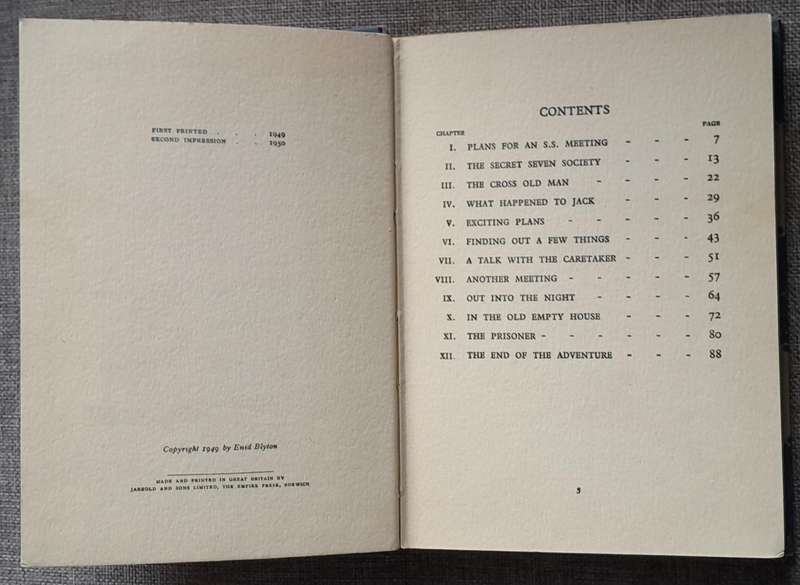 FIRST PRINTED . . . 1949
SECOND IMPRESSION . . 1950
Copyright 1949 by Enid Blyton
MADE AND PRINTED IN GREAT BRITAIN BY
JARROLD AND SONS LIMITED, THE EMPIRE PRESS, NORWICH
CONTENTS
CHAPTER PAGE
I. PLANS FOR AN S.S. MEETING - - - 7
II. THE SECRET SEVEN SOCIETY - - - 13
III. THE CROSS OLD MAN - - - - 22
IV. WHAT HAPPENED TO JACK - - - 29
V. EXCITING PLANS - - - - - 36
VI. FINDING OUT A FEW THINGS - - - 43
VII. A TALK WITH THE CARETAKER - - - 51
VIII. ANOTHER MEETING - - - - - 57
IX. OUT INTO THE NIGHT - - - - 64
X. IN THE OLD EMPTY HOUSE - - - 72
XI. THE PRISONER - - - - - - 80
XII. THE END OF THE ADVENTURE - - - 88
5